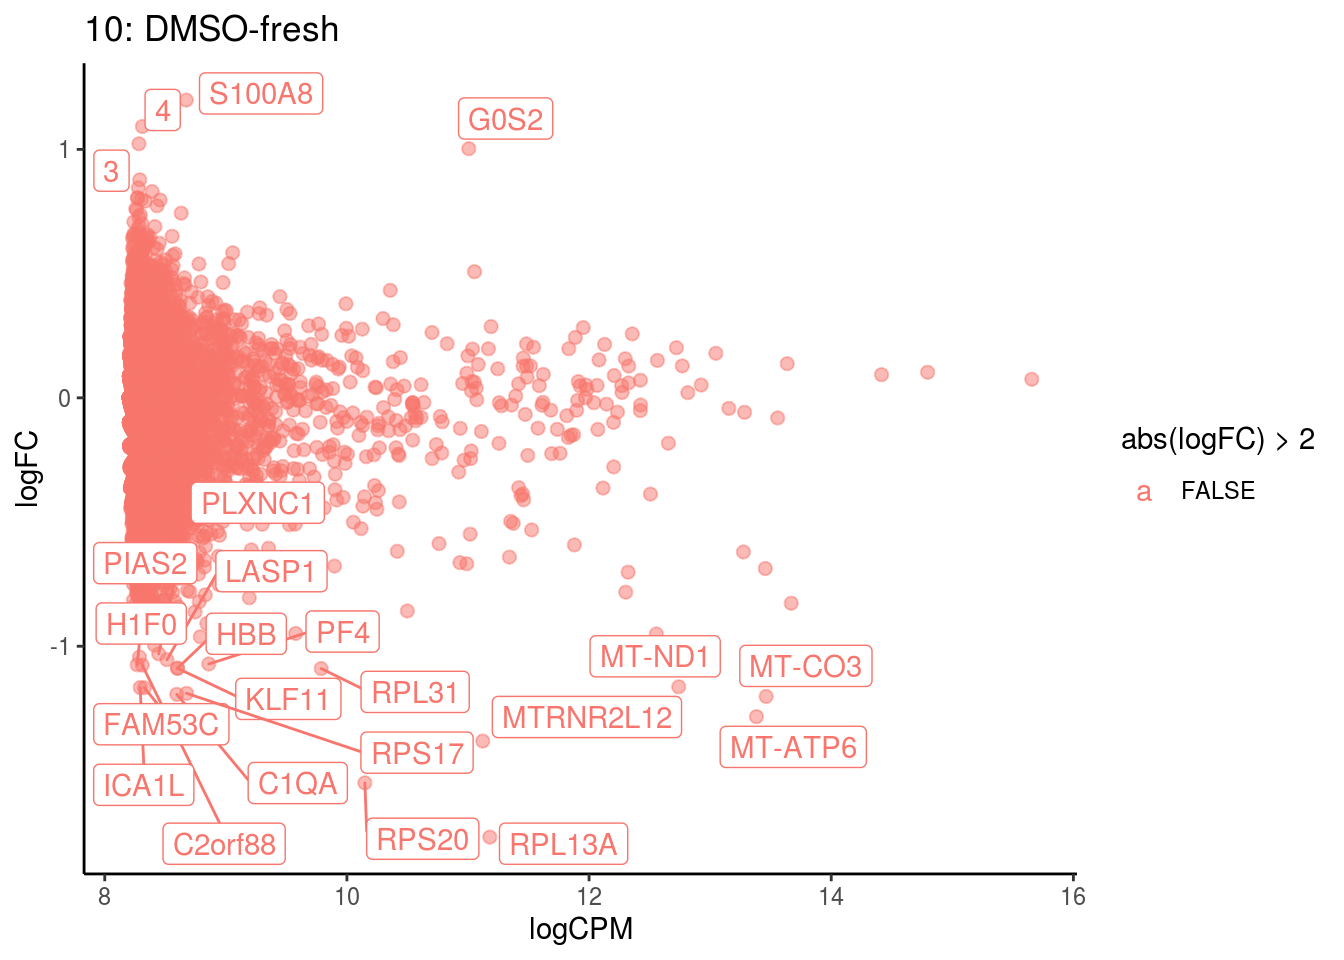 10: DMSO-fresh
S100A8
4
G0S2
1
3
0
logFC
abs(logFC) > 2
a FALSE
PLXNC1
PIAS2
LASP1
H1F0
HBB
PF4
-1
MT-ND1
MT-CO3
KLF11
RPL31
FAM53C
MTRNR2L12
RPS17
MT-ATP6
ICA1L
C1QA
C2orf88
RPS20
RPL13A
8 10 12 14 16
logCPM